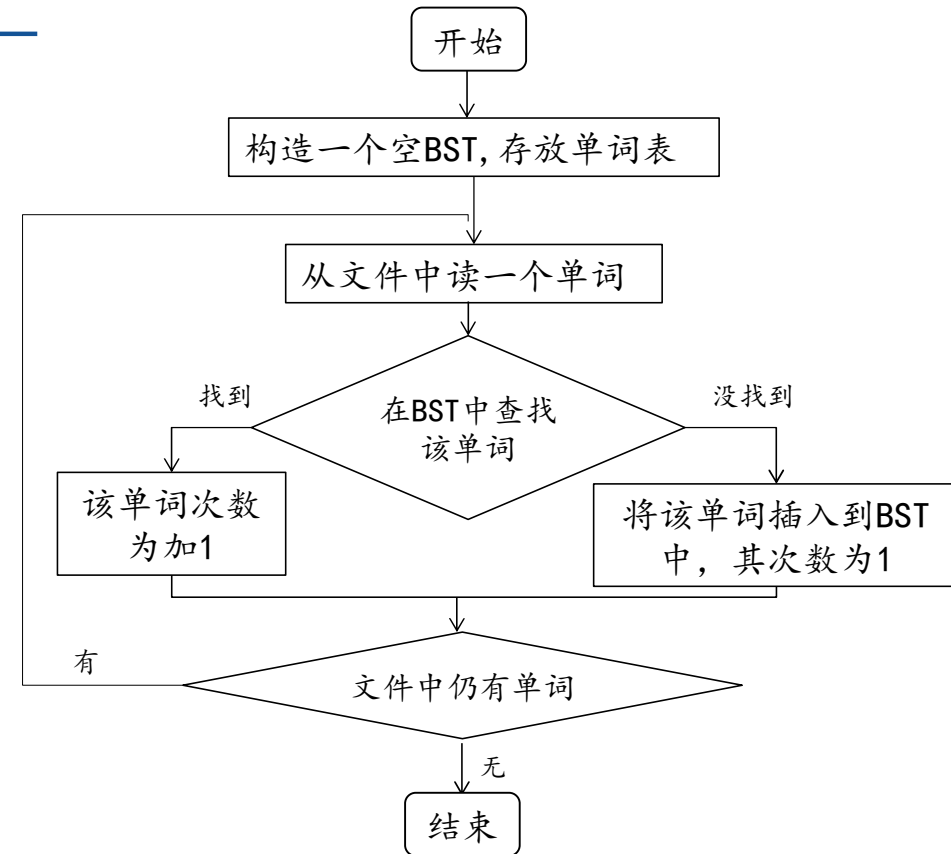 开始
构造一个空BST,存放单词表
从文件中读一个单词
找到
在BST中查找
该单词
没找到
该单词次数
为加1
将该单词插入到BST
中，其次数为1
有
文件中仍有单词
无
结束